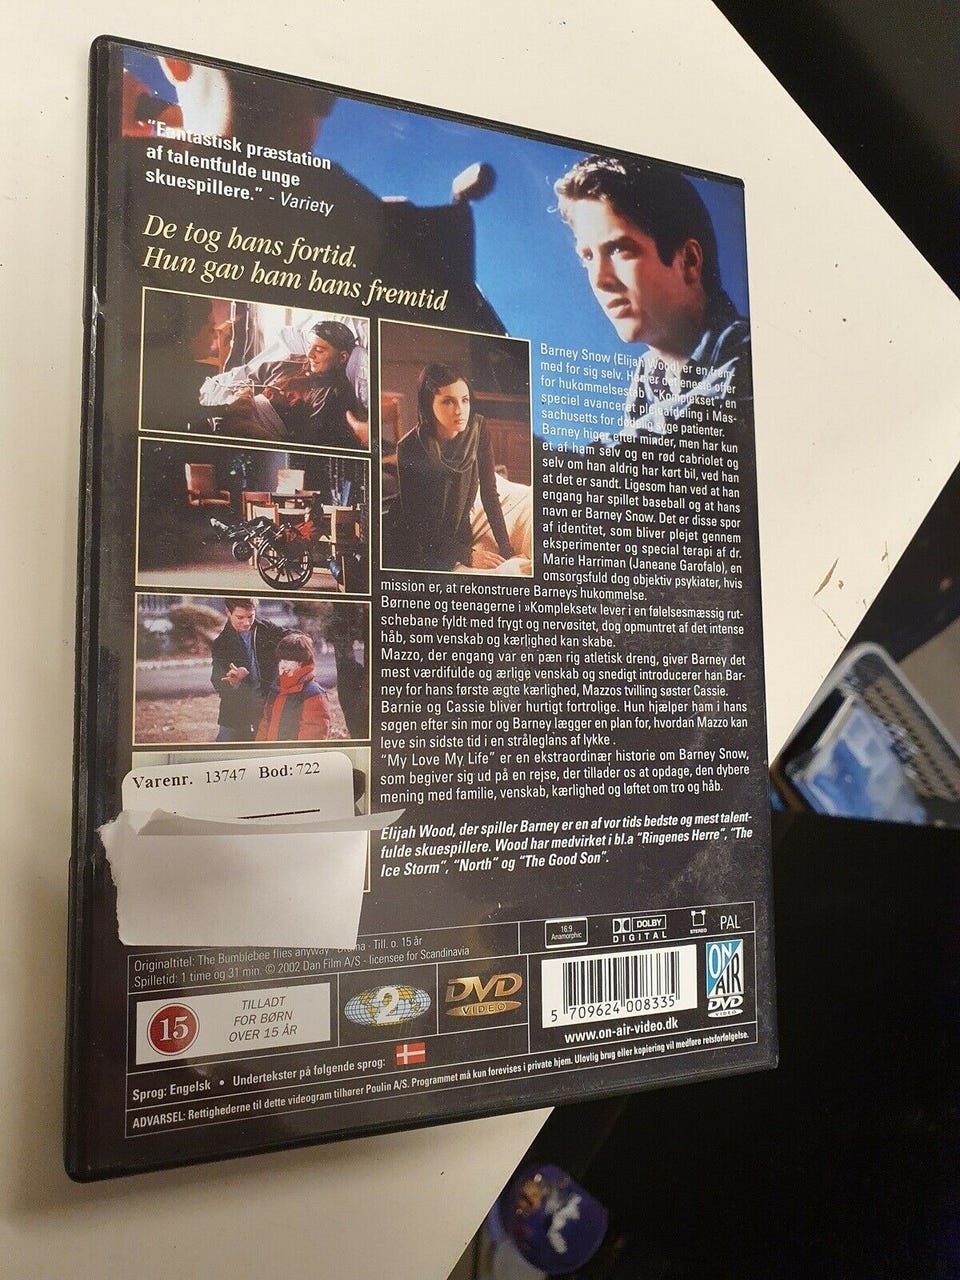 “Fantastisk præstation
af talentfulde unge
skuespillere.” - Variety
De tog hans fortid.
Hun gav ham hans fremtid
Barney Snow (Elijah Wood) er en frem-
med for sig selv. Han er det eneste offer
for hukommelsestab i "Komplekset", en
speciel avanceret plejeafdeling i Mas-
sachusetts for dødelig syge patienter.
Barney higer efter minder, men har kun
et af ham selv og en rød cabriolet og
selv om han aldrig har kørt bil, ved han
at det er sandt. Ligesom han ved at han
engang har spillet baseball og at hans
navn er Barney Snow. Det er disse spor
af identitet, som bliver plejet gennem
eksperimenter og special terapi af dr.
Marie Harriman (Janeane Garofalo), en
omsorgsfuld dog objektiv psykiater, hvis
mission er, at rekonstruere Barneys hukommelse.
Børnene og teenagerne i »Komplekset« lever i en følelsesmæssig rut-
schebane fyldt med frygt og nervøsitet, dog opmuntret af det intense
håb, som venskab og kærlighed kan skabe.
Mazzo, der engang var en pæn rig atletisk dreng, giver Barney det
mest værdifulde og ærlige venskab og snedigt introducerer han Bar-
ney for hans første ægte kærlighed, Mazzos tvilling søster Cassie.
Barnie og Cassie bliver hurtigt fortrolige. Hun hjælper ham i hans
søgen efter sin mor og Barney lægger en plan for, hvordan Mazzo kan
leve sin sidste tid i en stråleglans af lykke .
“My Love My Life” er en ekstraordinær historie om Barney Snow,
som begiver sig ud på en rejse, der tillader os at opdage, den dybere
mening med familie, venskab, kærlighed og løftet om tro og håb.
Elijah Wood, der spiller Barney er en af vor tids bedste og mest talent-
fulde skuespillere. Wood har medvirket i bl.a “Ringenes Herre”, “The
Ice Storm”, “North” og “The Good Son”.
Varenr. 13747 Bod: 722
Originaltitel: The Bumblebee flies anyway · Till. o. 15 år
Spilletid: 1 time og 31 min. © 2002 Dan Film A/S - licensee for Scandinavia
16:9
Anamorphic
DOLBY
DIGITAL
STEREO
PAL
15
TILLADT
FOR BØRN
OVER 15 ÅR
2
DVD
VIDEO
5 709624 008335
www.on-air-video.dk
ON
AIR
DVD
VIDEO
Sprog: Engelsk • Undertekster på følgende sprog:
ADVARSEL: Rettighederne til dette videogram tilhører Poulin A/S. Programmet må kun forevises i private hjem. Ulovlig brug eller kopiering vil medføre retsforfølgelse.